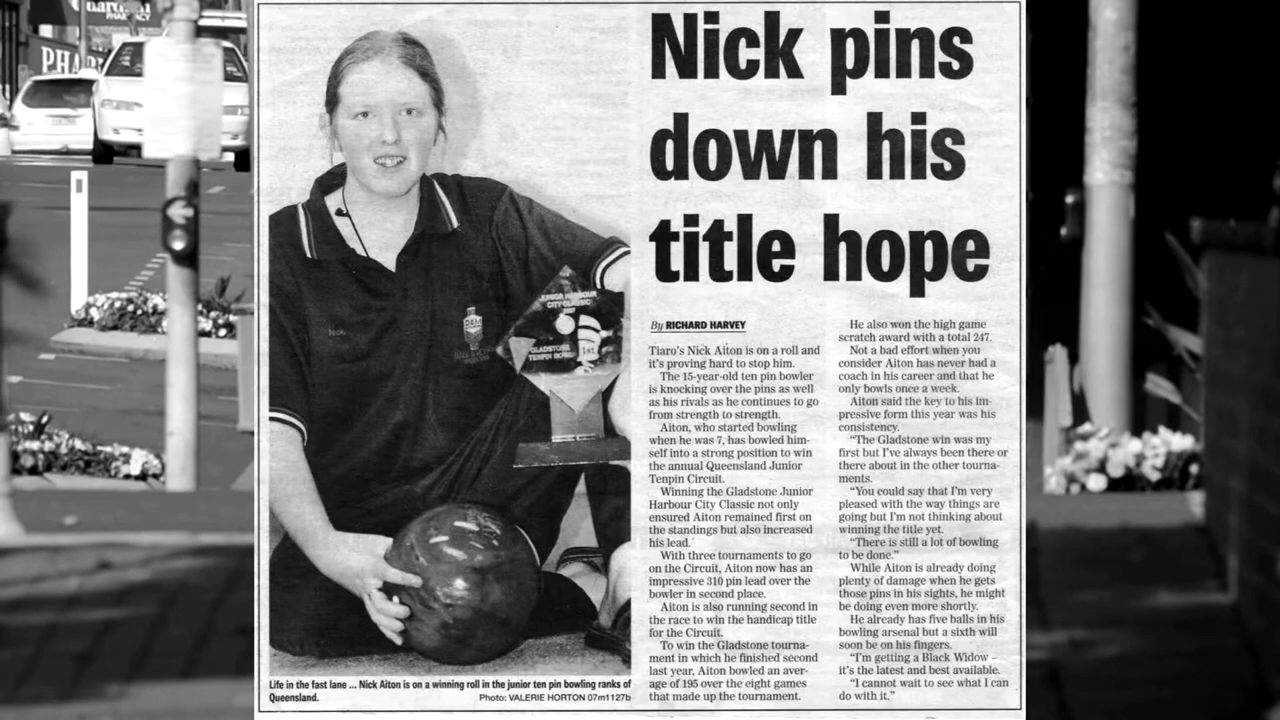 Guardian
PHARMACY
Nick pins
down his
title hope
Nick
JUNIOR HARBOUR
CITY CLASSIC
GLADSTONE
TENPIN BOWL
1st
By RICHARD HARVEY
Tiaro's Nick Aiton is on a roll and
it's proving hard to stop him.
The 15-year-old ten pin bowler
is knocking over the pins as well
as his rivals as he continues to go
from strength to strength.
Aiton, who started bowling
when he was 7, has bowled him-
self into a strong position to win
the annual Queensland Junior
Tenpin Circuit.
Winning the Gladstone Junior
Harbour City Classic not only
ensured Aiton remained first on
the standings but also increased
his lead.
With three tournaments to go
on the Circuit, Aiton now has an
impressive 310 pin lead over the
bowler in second place.
Aiton is also running second in
the race to win the handicap title
for the Circuit.
To win the Gladstone tourna-
ment in which he finished second
last year, Aiton bowled an aver-
age of 195 over the eight games
that made up the tournament.
He also won the high game
scratch award with a total 247.
Not a bad effort when you
consider Aiton has never had a
coach in his career and that he
only bowls once a week.
Aiton said the key to his im-
pressive form this year was his
consistency.
"The Gladstone win was my
first but I've always been there or
there about in the other tourna-
ments.
"You could say that I'm very
pleased with the way things are
going but I'm not thinking about
winning the title yet.
"There is still a lot of bowling
to be done."
While Aiton is already doing
plenty of damage when he gets
those pins in his sights, he might
be doing even more shortly.
He already has five balls in his
bowling arsenal but a sixth will
soon be on his fingers.
"I'm getting a Black Widow –
it's the latest and best available.
"I cannot wait to see what I can
do with it."
Life in the fast lane ... Nick Aiton is on a winning roll in the junior ten pin bowling ranks of
Queensland.
Photo: VALERIE HORTON 07m1127b